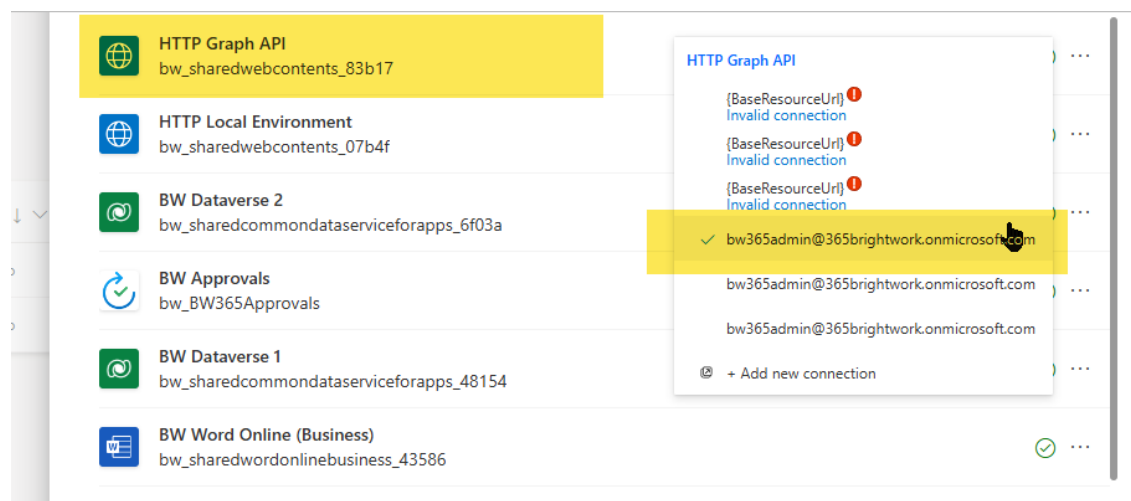 HTTP Graph API
bw_sharedwebcontents_83b17
HTTP Local Environment
bw_sharedwebcontents_07b4f
BW Dataverse 2
bw_sharedcommondataserviceforapps_6f03a
BW Approvals
bw_BW365Approvals
BW Dataverse 1
bw_sharedcommondataserviceforapps_48154
BW Word Online (Business)
bw_sharedwordonlinebusiness_43586
HTTP Graph API
{BaseResourceUrl}
Invalid connection
{BaseResourceUrl}
Invalid connection
{BaseResourceUrl}
Invalid connection
bw365admin@365brightwork.onmicrosoft.com
bw365admin@365brightwork.onmicrosoft.com
bw365admin@365brightwork.onmicrosoft.com
+ Add new connection